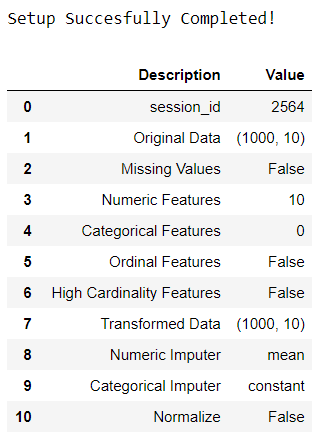 Setup Succesfully Completed!
Description Value
0 session_id 2564
1 Original Data (1000, 10)
2 Missing Values False
3 Numeric Features 10
4 Categorical Features 0
5 Ordinal Features False
6 High Cardinality Features False
7 Transformed Data (1000, 10)
8 Numeric Imputer mean
9 Categorical Imputer constant
10 Normalize False